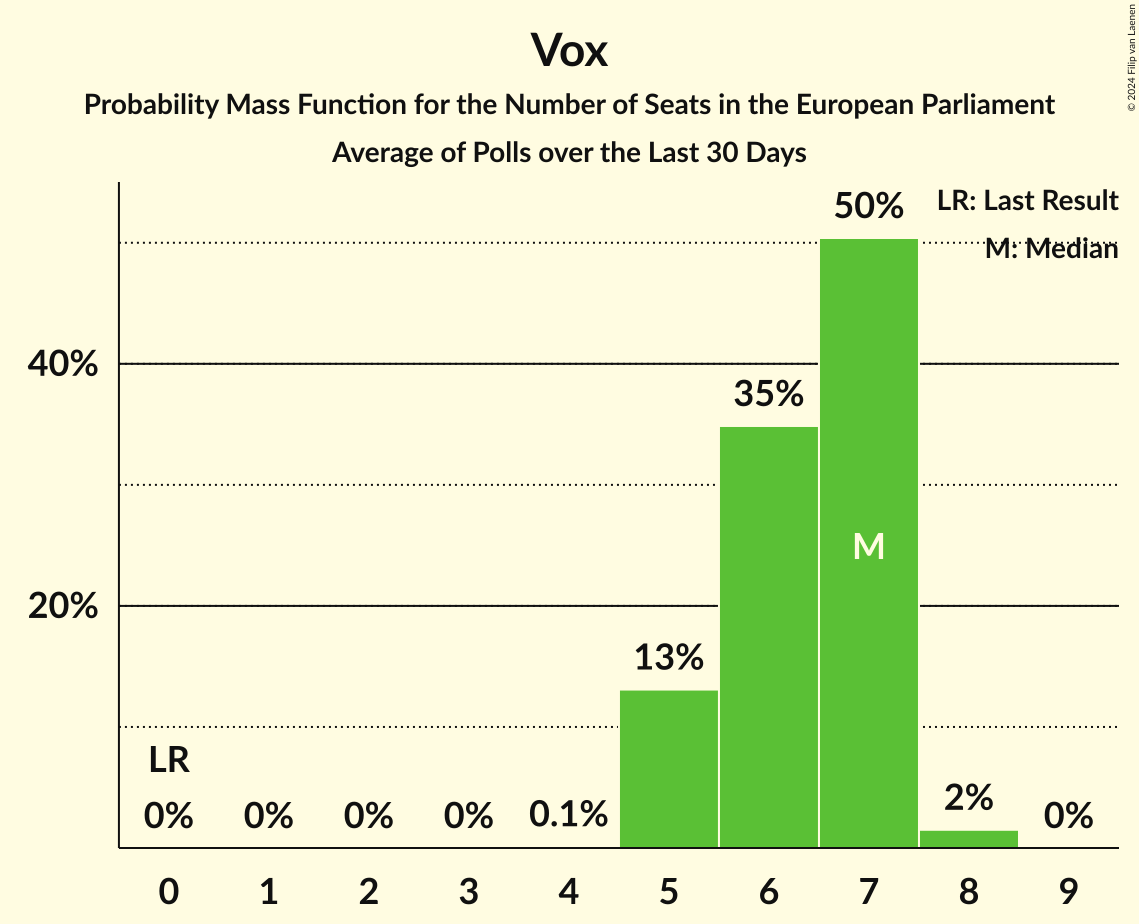 Vox
Probability Mass Function for the Number of Seats in the European Parliament
Average of Polls over the Last 30 Days
© 2024 Filip van Laenen
LR: Last Result
M: Median
50%
40%
35%
M
20%
13%
LR
0% 0% 0% 0% 0.1% 2% 0%
0 1 2 3 4 5 6 7 8 9